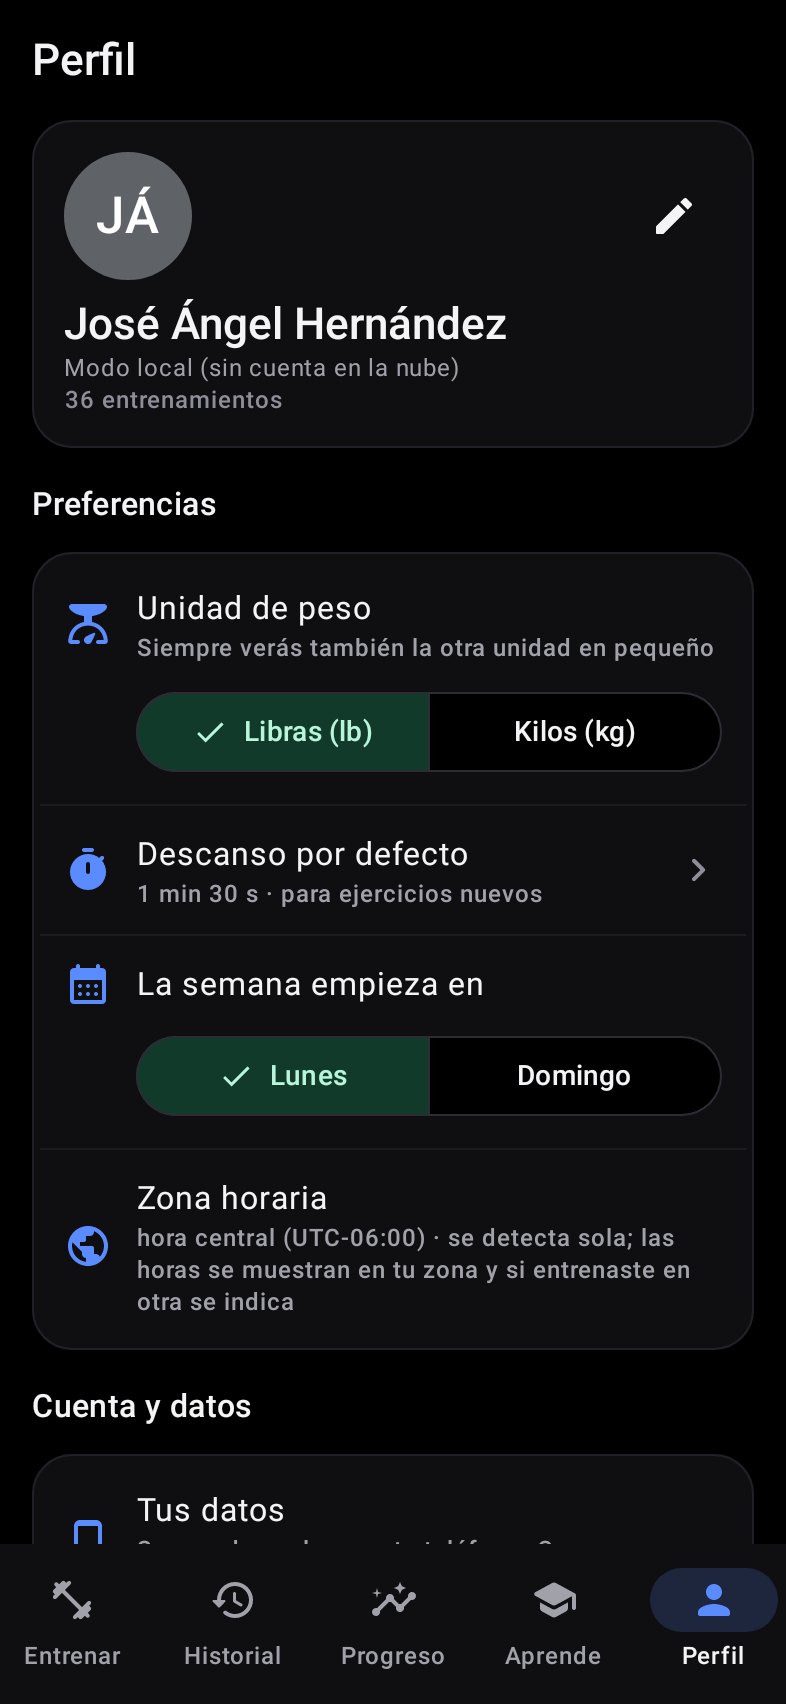 Perfil
JÁ
José Ángel Hernández
Modo local (sin cuenta en la nube)
36 entrenamientos
Preferencias
Unidad de peso
Siempre verás también la otra unidad en pequeño
Libras (lb)
Kilos (kg)
Descanso por defecto
1 min 30 s · para ejercicios nuevos
La semana empieza en
Lunes
Domingo
Zona horaria
hora central (UTC-06:00) · se detecta sola; las
horas se muestran en tu zona y si entrenaste en
otra se indica
Cuenta y datos
Tus datos
Entrenar
Historial
Progreso
Aprende
Perfil